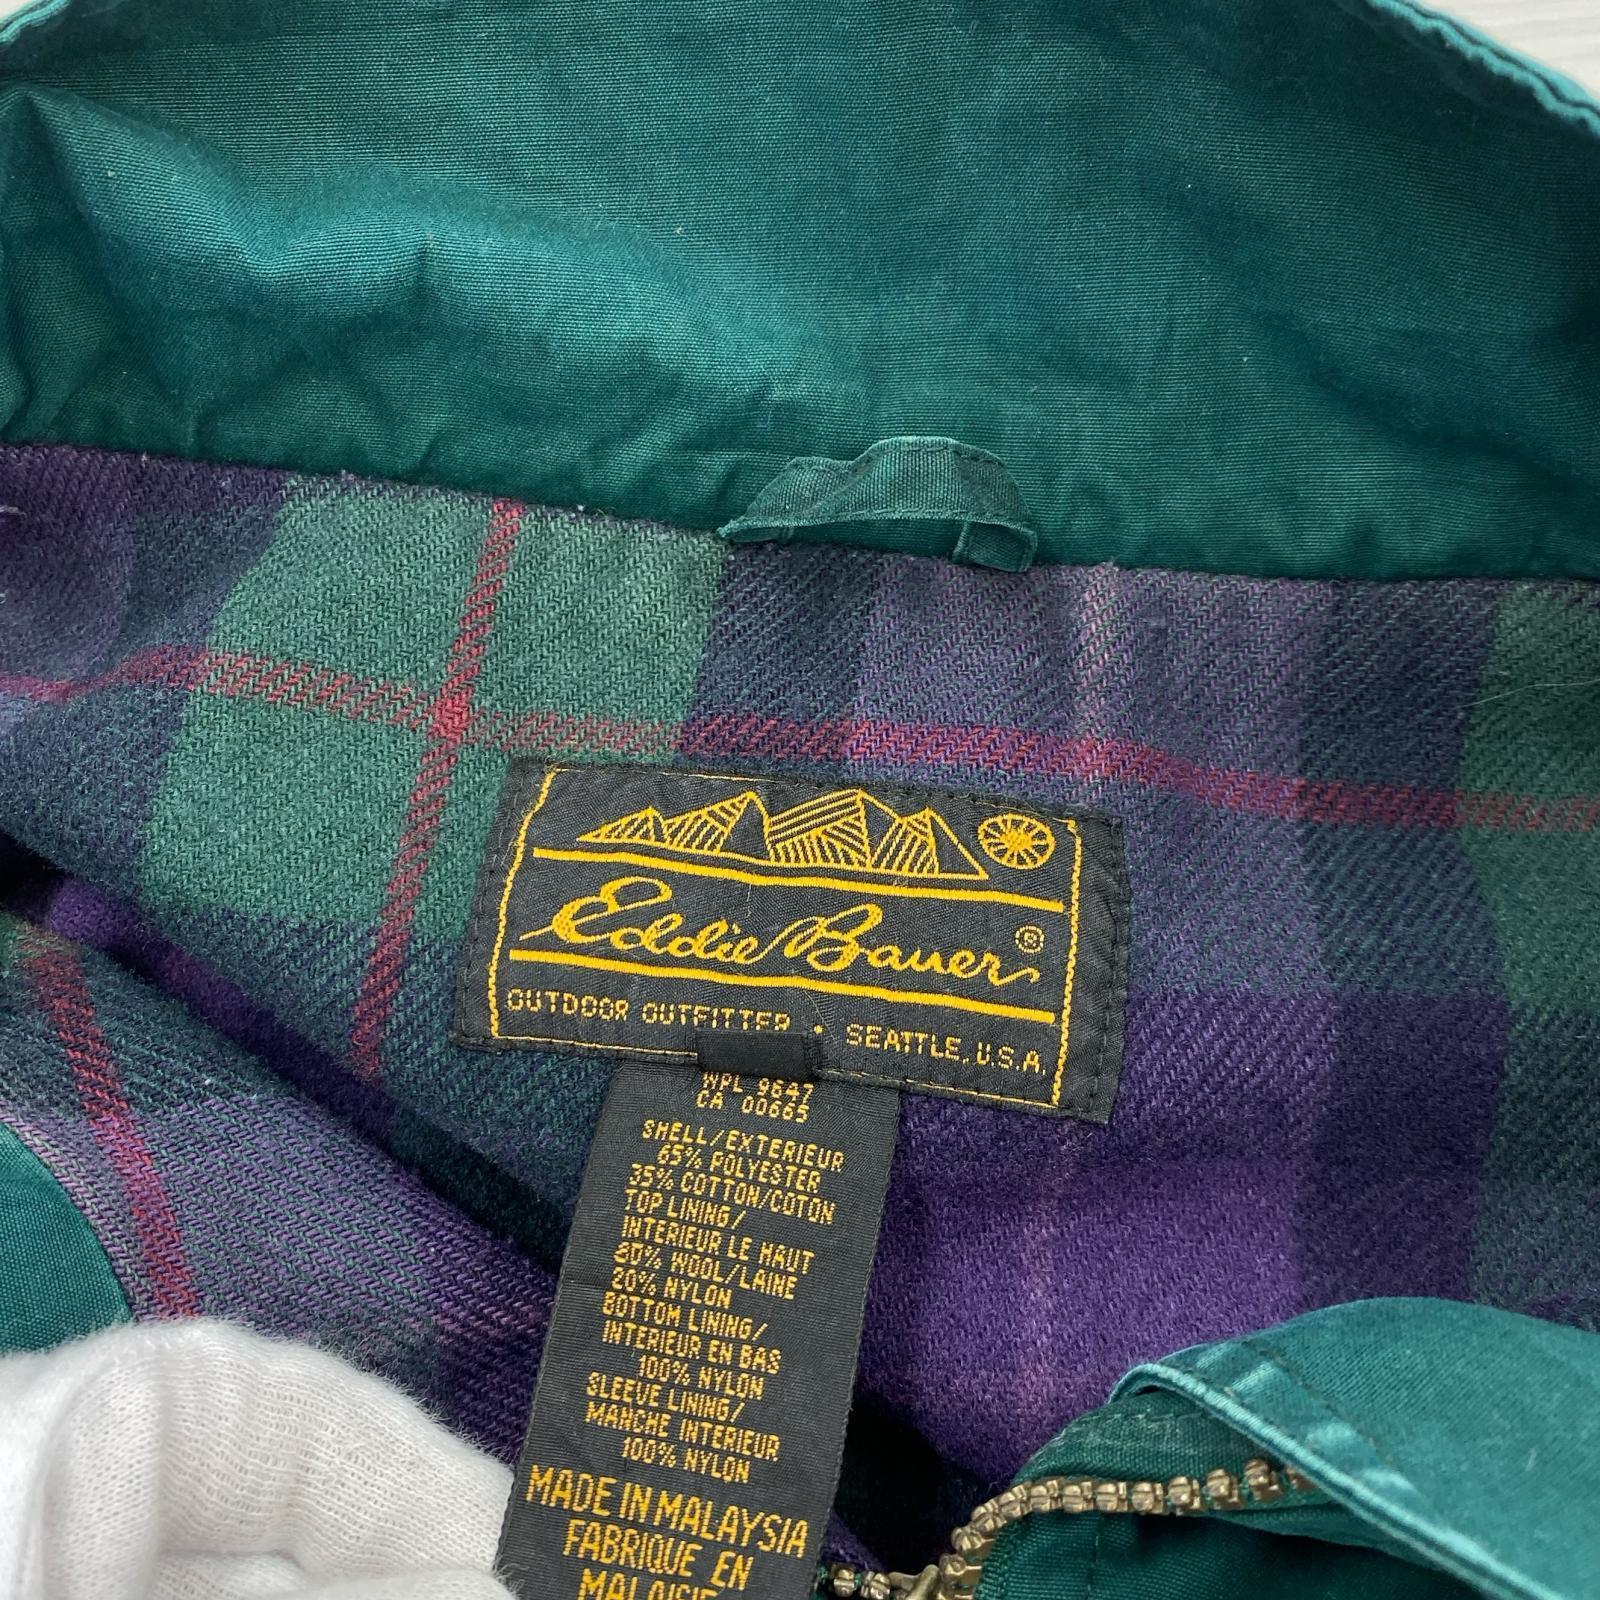 Eddie Bauer®
OUTDOOR OUTFITTER • SEATTLE, U.S.A.
WPL 9647
CA 00665
SHELL/EXTERIEUR
65% POLYESTER
35% COTTON/COTON
TOP LINING/
INTERIEUR LE HAUT
80% WOOL/LAINE
20% NYLON
BOTTOM LINING/
INTERIEUR EN BAS
100% NYLON
SLEEVE LINING/
MANCHE INTERIEUR
100% NYLON
MADE IN MALAYSIA
FABRIQUE EN
MALAISIE